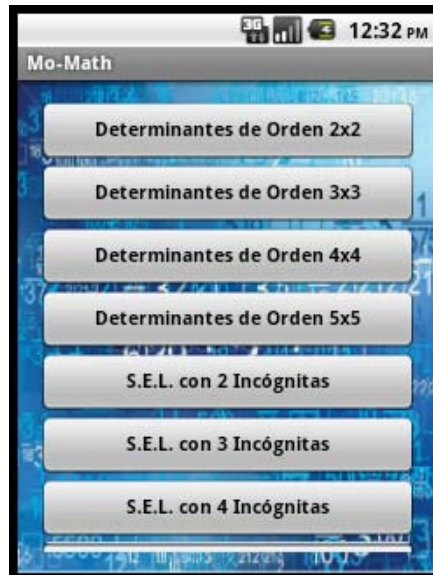 3G 12:32 PM
Mo-Math
Determinantes de Orden 2x2
Determinantes de Orden 3x3
Determinantes de Orden 4x4
Determinantes de Orden 5x5
S.E.L. con 2 Incógnitas
S.E.L. con 3 Incógnitas
S.E.L. con 4 Incógnitas